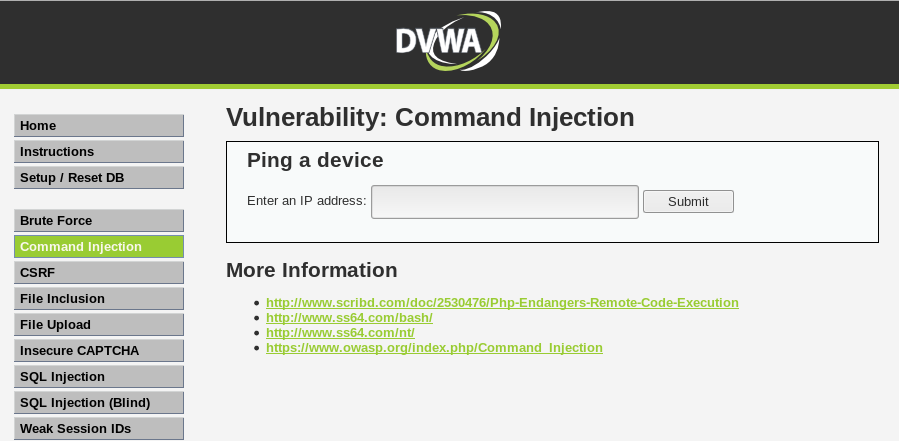 DVWA
Home
Instructions
Setup / Reset DB
Brute Force
Command Injection
CSRF
File Inclusion
File Upload
Insecure CAPTCHA
SQL Injection
SQL Injection (Blind)
Weak Session IDs
Vulnerability: Command Injection
Ping a device
Enter an IP address:
Submit
More Information
http://www.scribd.com/doc/2530476/Php-Endangers-Remote-Code-Execution
http://www.ss64.com/bash/
http://www.ss64.com/nt/
https://www.owasp.org/index.php/Command_Injection